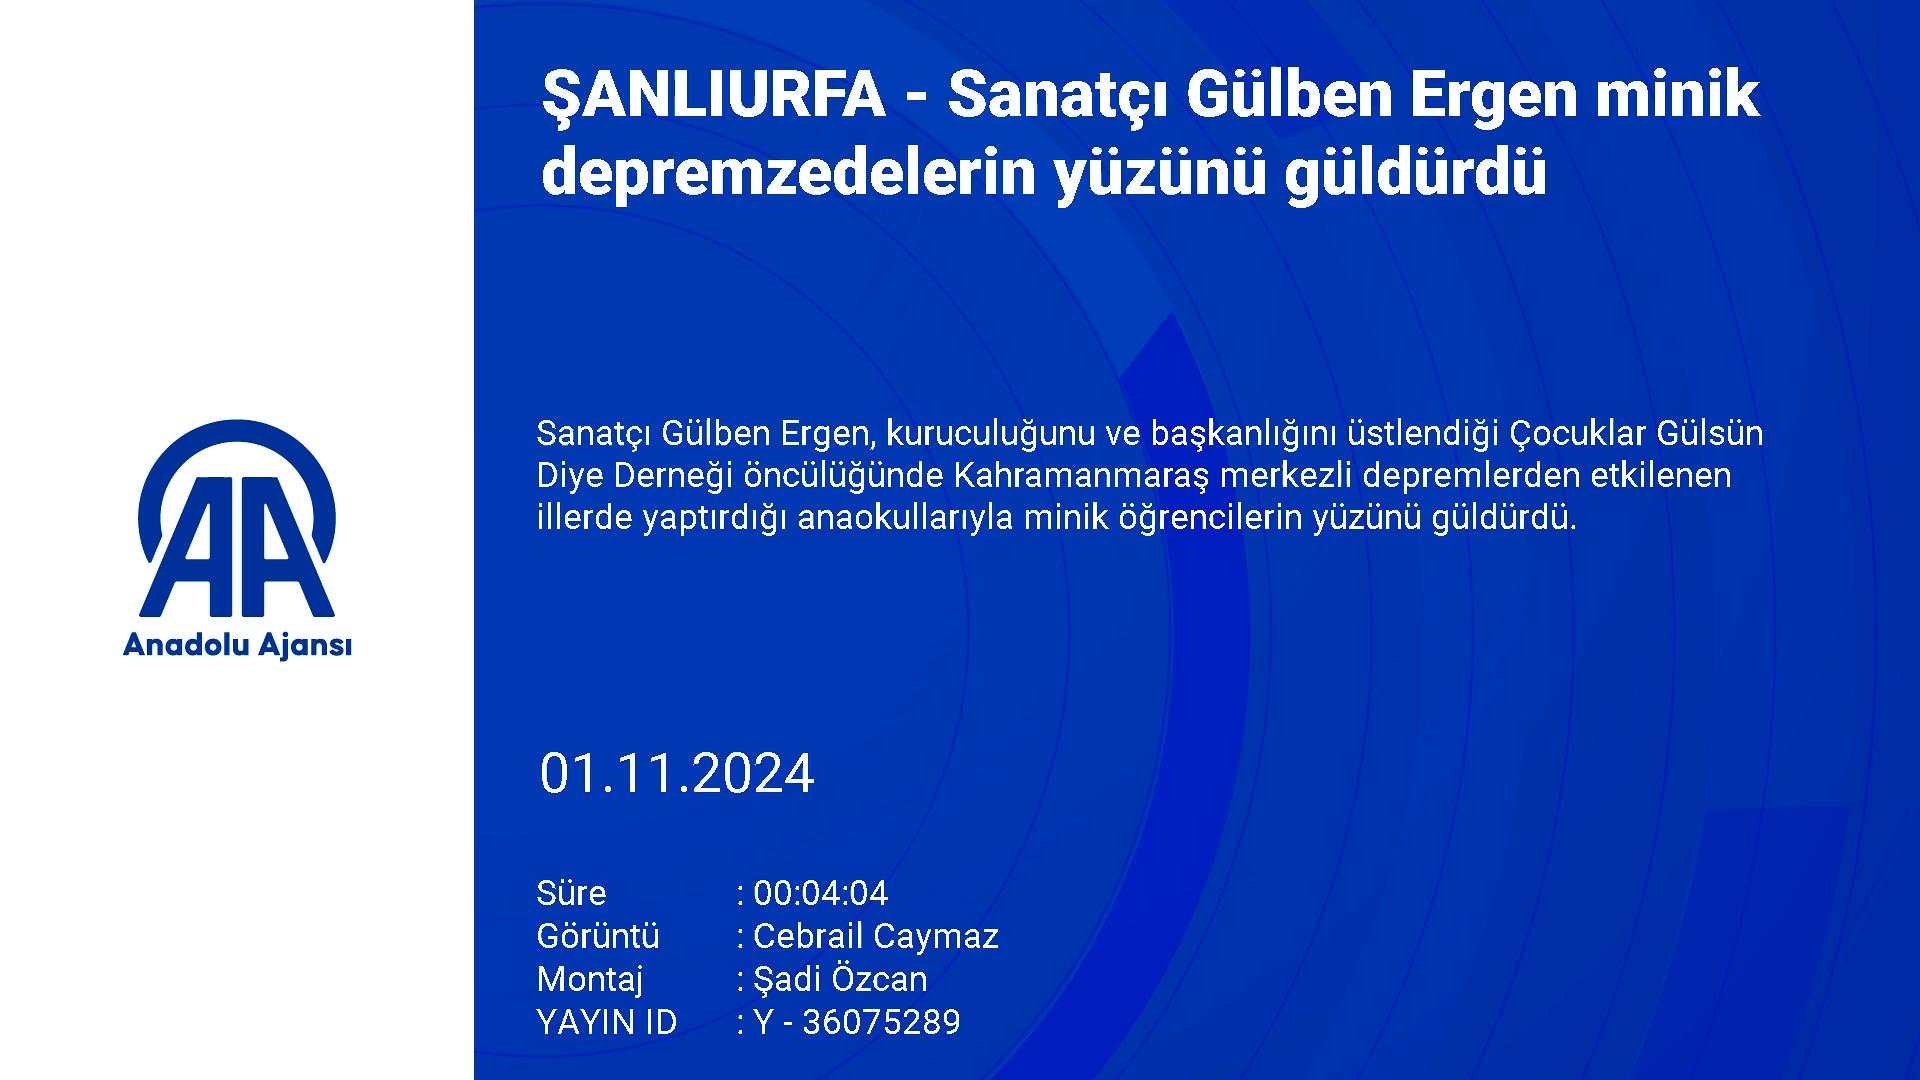 ŞANLIURFA - Sanatçı Gülben Ergen minik
depremzedelerin yüzünü güldürdü
Sanatçı Gülben Ergen, kuruculuğunu ve başkanlığını üstlendiği Çocuklar Gülsün
Diye Derneği öncülüğünde Kahramanmaraş merkezli depremlerden etkilenen
illerde yaptırdığı anaokullarıyla minik öğrencilerin yüzünü güldürdü.
AA
Anadolu Ajansı
01.11.2024
Süre : 00:04:04
Görüntü : Cebrail Caymaz
Montaj : Şadi Özcan
YAYIN ID : Y - 36075289